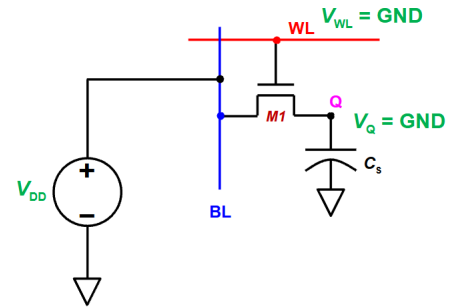 WL
V_WL = GND
M1
Q
V_Q = GND
C_s
V_DD
+
−
BL